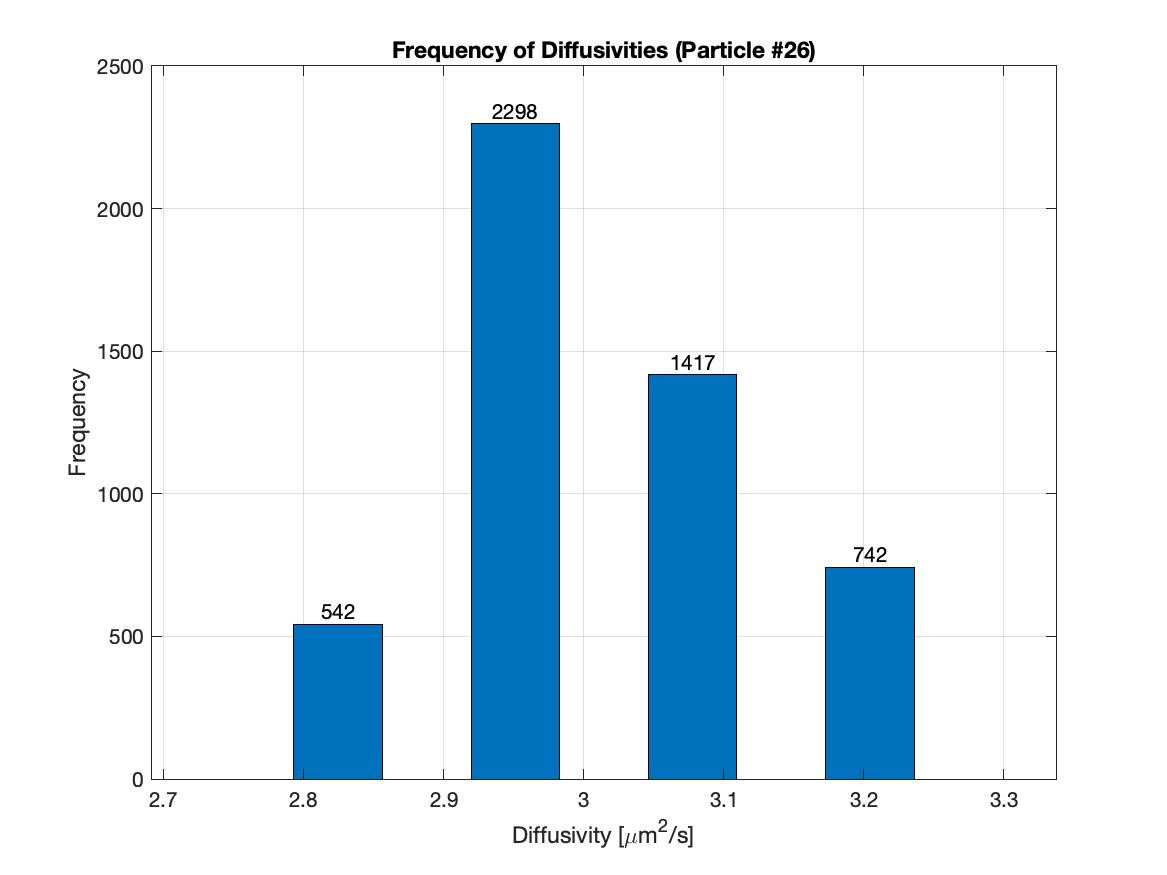 Frequency of Diffusivities (Particle #26)
2500
2000
1500
1000
500
0
Frequency
542
2298
1417
742
2.7 2.8 2.9 3 3.1 3.2 3.3
Diffusivity [μm²/s]